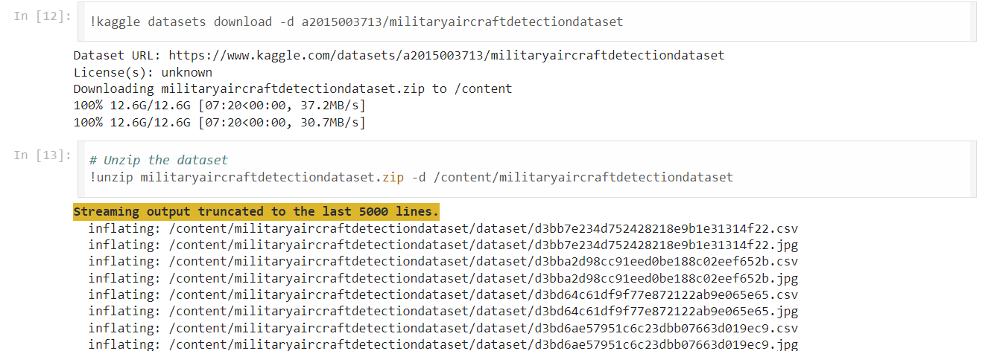 In [12]:
!kaggle datasets download -d a2015003713/militaryaircraftdetectiondataset
Dataset URL: https://www.kaggle.com/datasets/a2015003713/militaryaircraftdetectiondataset
License(s): unknown
Downloading militaryaircraftdetectiondataset.zip to /content
100% 12.6G/12.6G [07:20<00:00, 37.2MB/s]
100% 12.6G/12.6G [07:20<00:00, 30.7MB/s]
In [13]:
# Unzip the dataset
!unzip militaryaircraftdetectiondataset.zip -d /content/militaryaircraftdetectiondataset
Streaming output truncated to the last 5000 lines.
inflating: /content/militaryaircraftdetectiondataset/dataset/d3bb7e234d752428218e9b1e31314f22.csv
inflating: /content/militaryaircraftdetectiondataset/dataset/d3bb7e234d752428218e9b1e31314f22.jpg
inflating: /content/militaryaircraftdetectiondataset/dataset/d3bba2d98cc91eed0be188c02eef652b.csv
inflating: /content/militaryaircraftdetectiondataset/dataset/d3bba2d98cc91eed0be188c02eef652b.jpg
inflating: /content/militaryaircraftdetectiondataset/dataset/d3bd64c61df9f77e872122ab9e065e65.csv
inflating: /content/militaryaircraftdetectiondataset/dataset/d3bd64c61df9f77e872122ab9e065e65.jpg
inflating: /content/militaryaircraftdetectiondataset/dataset/d3bd6ae57951c6c23dbb07663d019ec9.csv
inflating: /content/militaryaircraftdetectiondataset/dataset/d3bd6ae57951c6c23dbb07663d019ec9.jpg